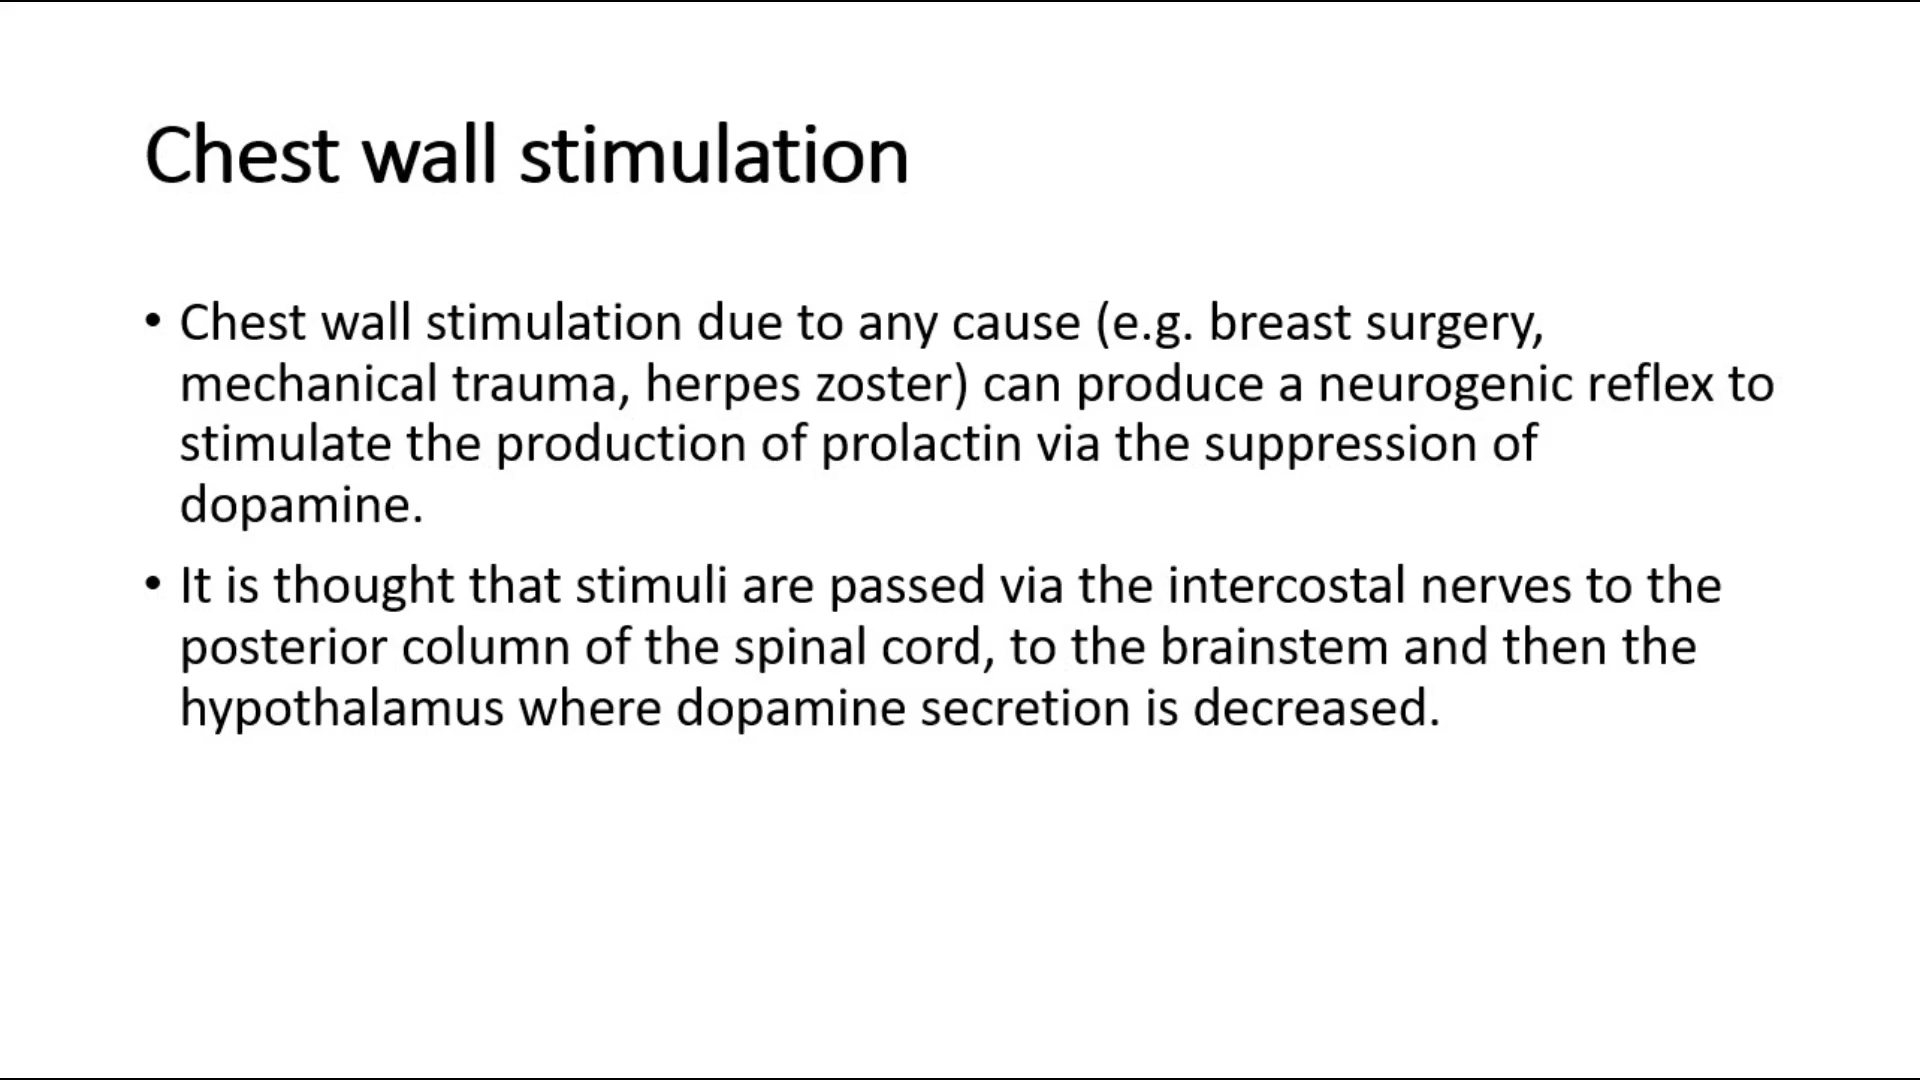 Chest wall stimulation
• Chest wall stimulation due to any cause (e.g. breast surgery,
mechanical trauma, herpes zoster) can produce a neurogenic reflex to
stimulate the production of prolactin via the suppression of
dopamine.
• It is thought that stimuli are passed via the intercostal nerves to the
posterior column of the spinal cord, to the brainstem and then the
hypothalamus where dopamine secretion is decreased.